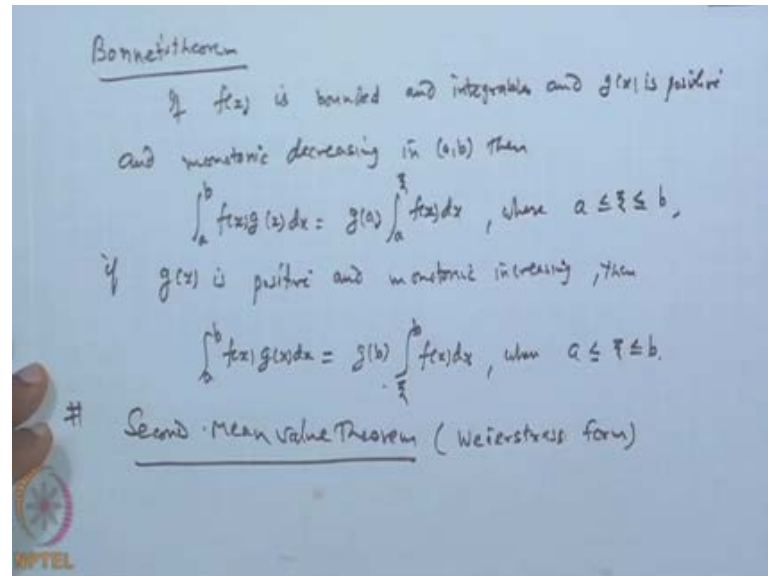 Bonnet's theorem
If f(x) is bounded and integrable and g(x) is positive
and monotonic decreasing in (a,b) then
∫_a^b f(x)g(x)dx = g(a) ∫_a^ξ f(x)dx, where a ≤ ξ ≤ b,
if g(x) is positive and monotonic increasing, then
∫_a^b f(x)g(x)dx = g(b) ∫_ξ^b f(x)dx, when a ≤ ξ ≤ b.
# Second Mean Value Theorem (Weierstrass form)
NPTEL